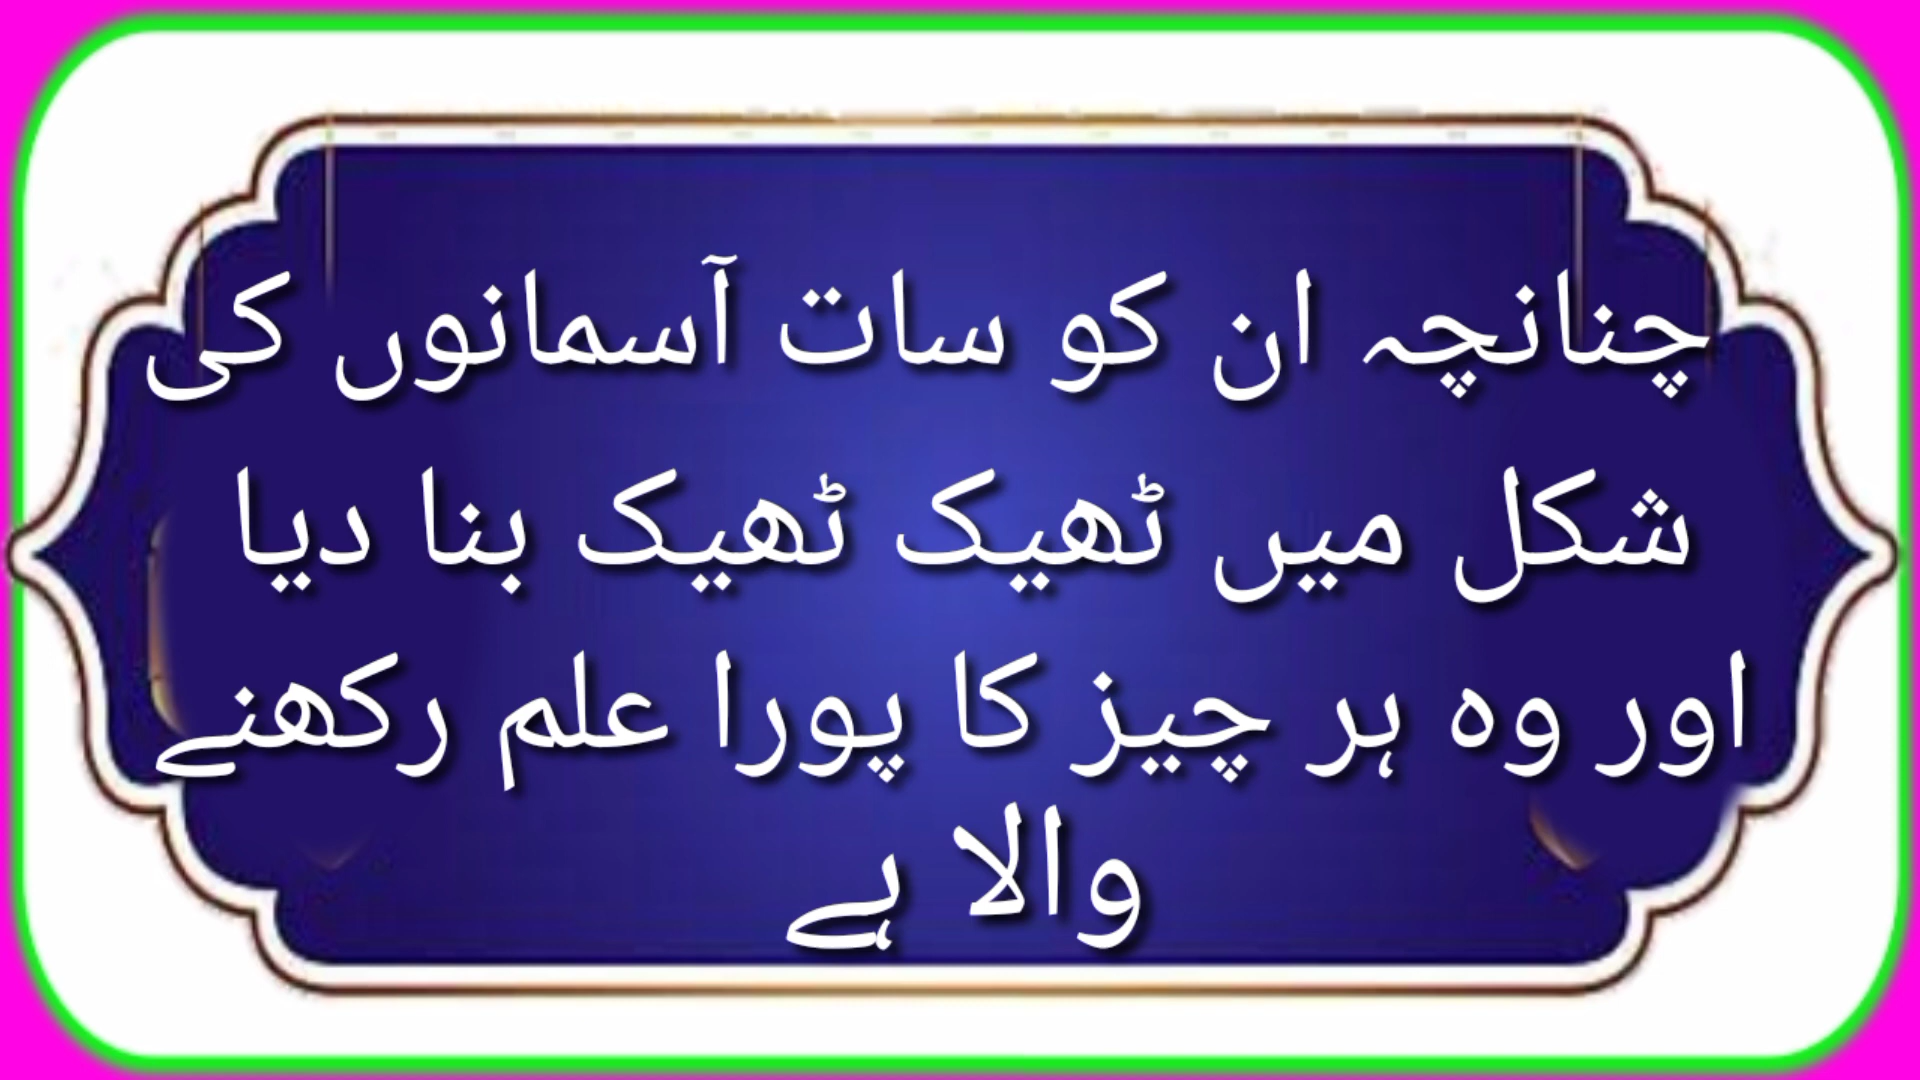 چنانچہ ان کو سات آسمانوں کی
شکل میں ٹھیک ٹھیک بنا دیا
اور وہ ہر چیز کا پورا علم رکھنے
والا ہے